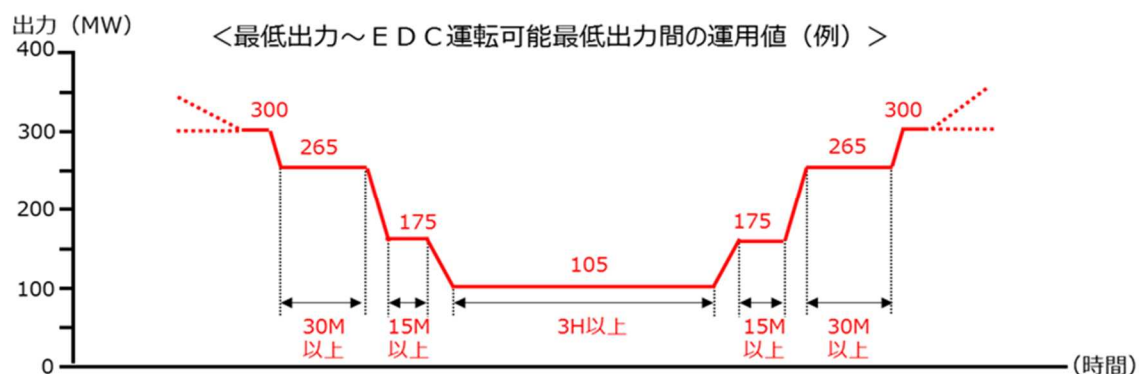 出力（MW）
＜最低出力～ＥＤＣ運転可能最低出力間の運用値（例）＞
400
300
200
100
0
300
265
175
105
175
265
300
30M
以上
15M
以上
3H以上
15M
以上
30M
以上
(時間)